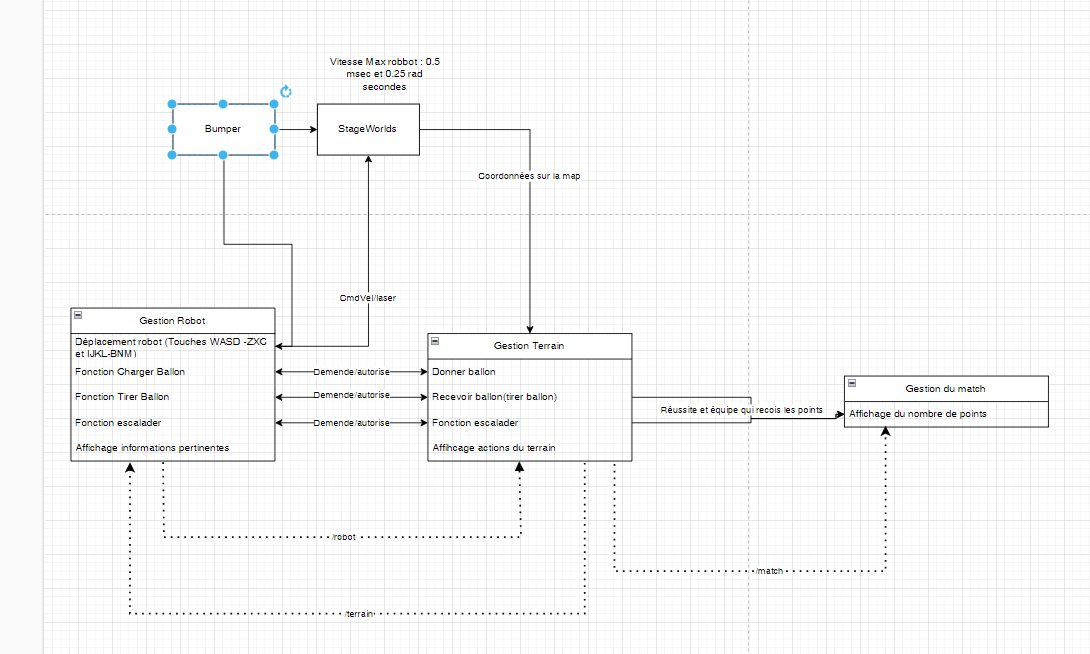 Vitesse Max robbot : 0.5
msec et 0.25 rad
secondes
Bumper
StageWorlds
Coordonnées sur la map
CmdVel/laser
Gestion Robot
Déplacement robot (Touches WASD -ZXC
et IJKL-BNM)
Fonction Charger Ballon
Fonction Tirer Ballon
Fonction escalader
Affichage informations pertinentes
Demende/autorise
Demende/autorise
Demende/autorise
Gestion Terrain
Donner ballon
Recevoir ballon(tirer ballon)
Fonction escalader
Affihcage actions du terrain
Réussite et équipe qui recois les points
Gestion du match
Affichage du nombre de points
/robot
/match
/terrain